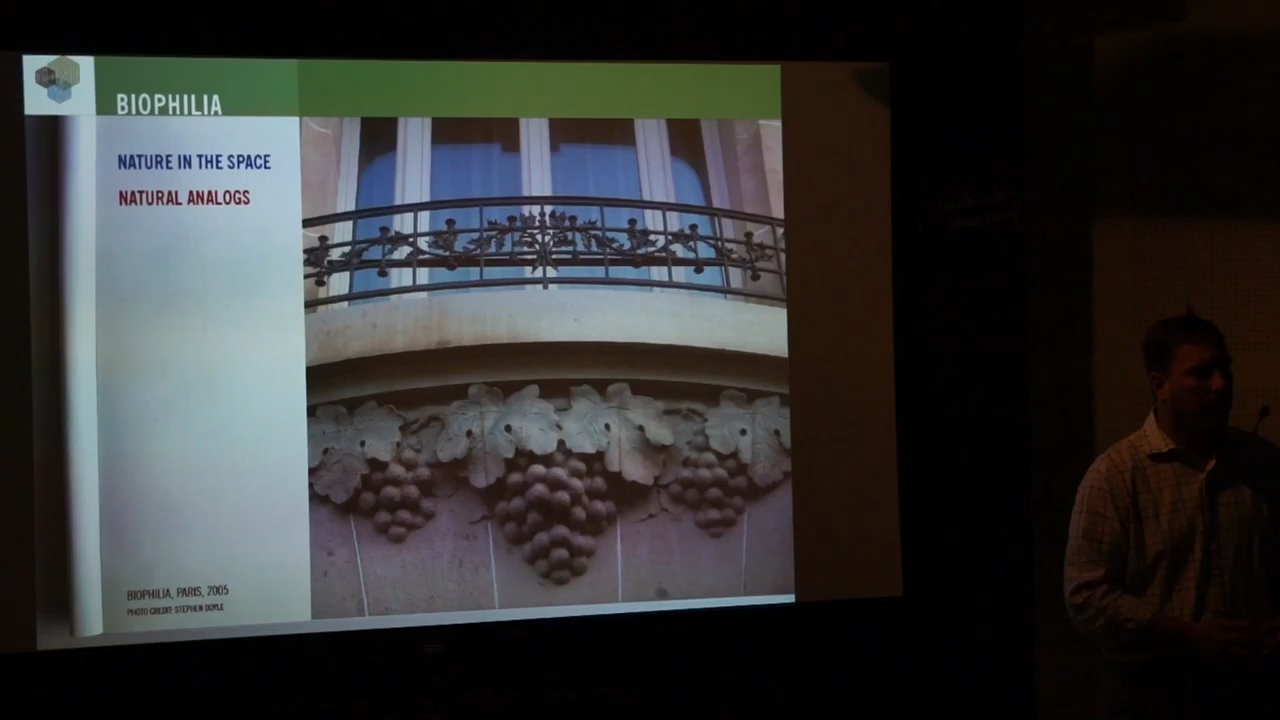 BIOPHILIA
NATURE IN THE SPACE
NATURAL ANALOGS
BIOPHILIA, PARIS, 2005
PHOTO CREDIT STEPHEN DOYLE